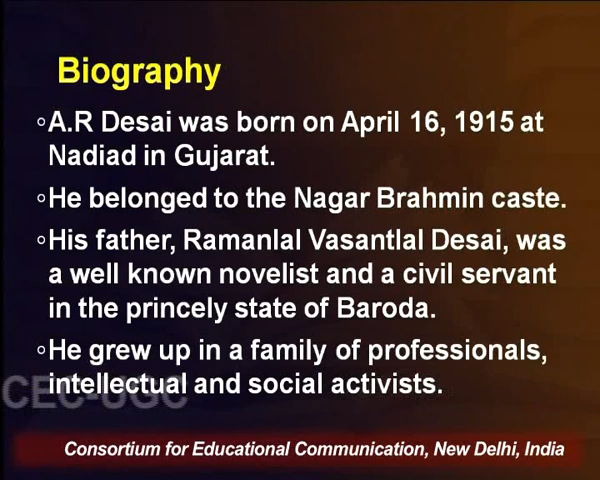 Biography
◦A.R Desai was born on April 16, 1915 at
Nadiad in Gujarat.
◦He belonged to the Nagar Brahmin caste.
◦His father, Ramanlal Vasantlal Desai, was
a well known novelist and a civil servant
in the princely state of Baroda.
◦He grew up in a family of professionals,
intellectual and social activists.
CEC-UGC
Consortium for Educational Communication, New Delhi, India